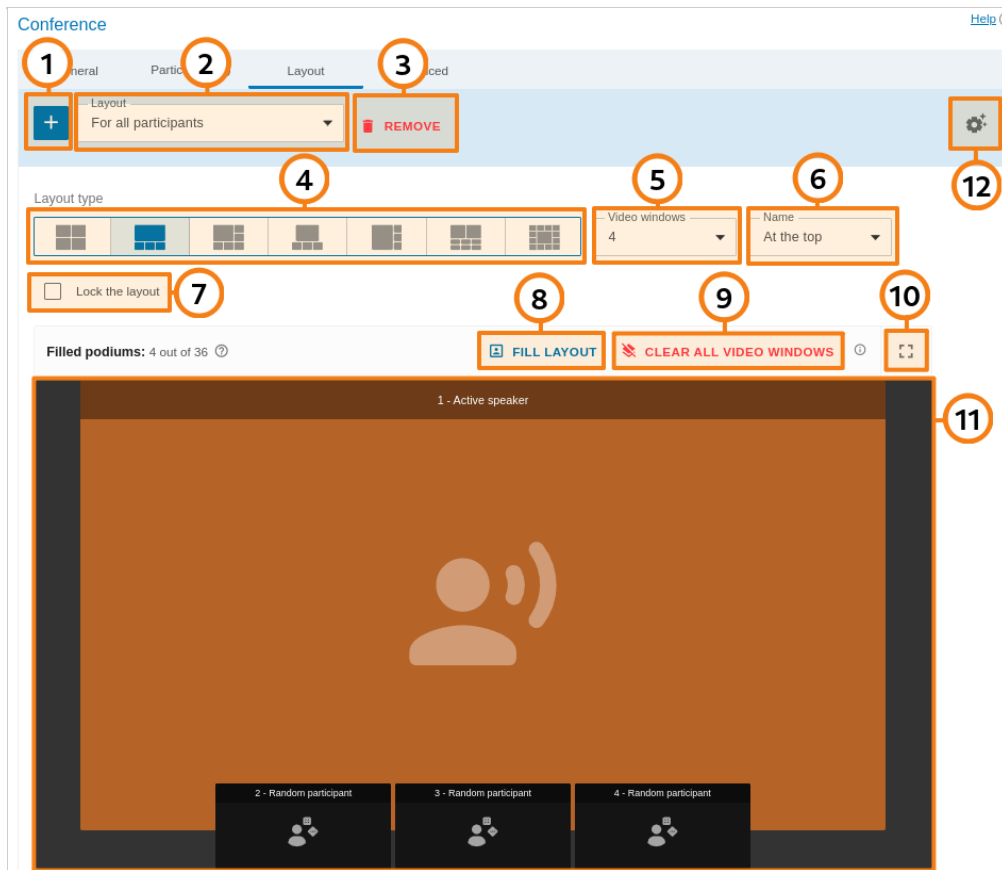 Conference
Help
1
2
3
neral
Partic
Layout
ced
+
Layout
For all participants
REMOVE
12
4
5
6
Layout type
Video windows
4
Name
At the top
7
Lock the layout
8
9
10
Filled podiums: 4 out of 36
FILL LAYOUT
CLEAR ALL VIDEO WINDOWS
11
1 - Active speaker
2 - Random participant
3 - Random participant
4 - Random participant